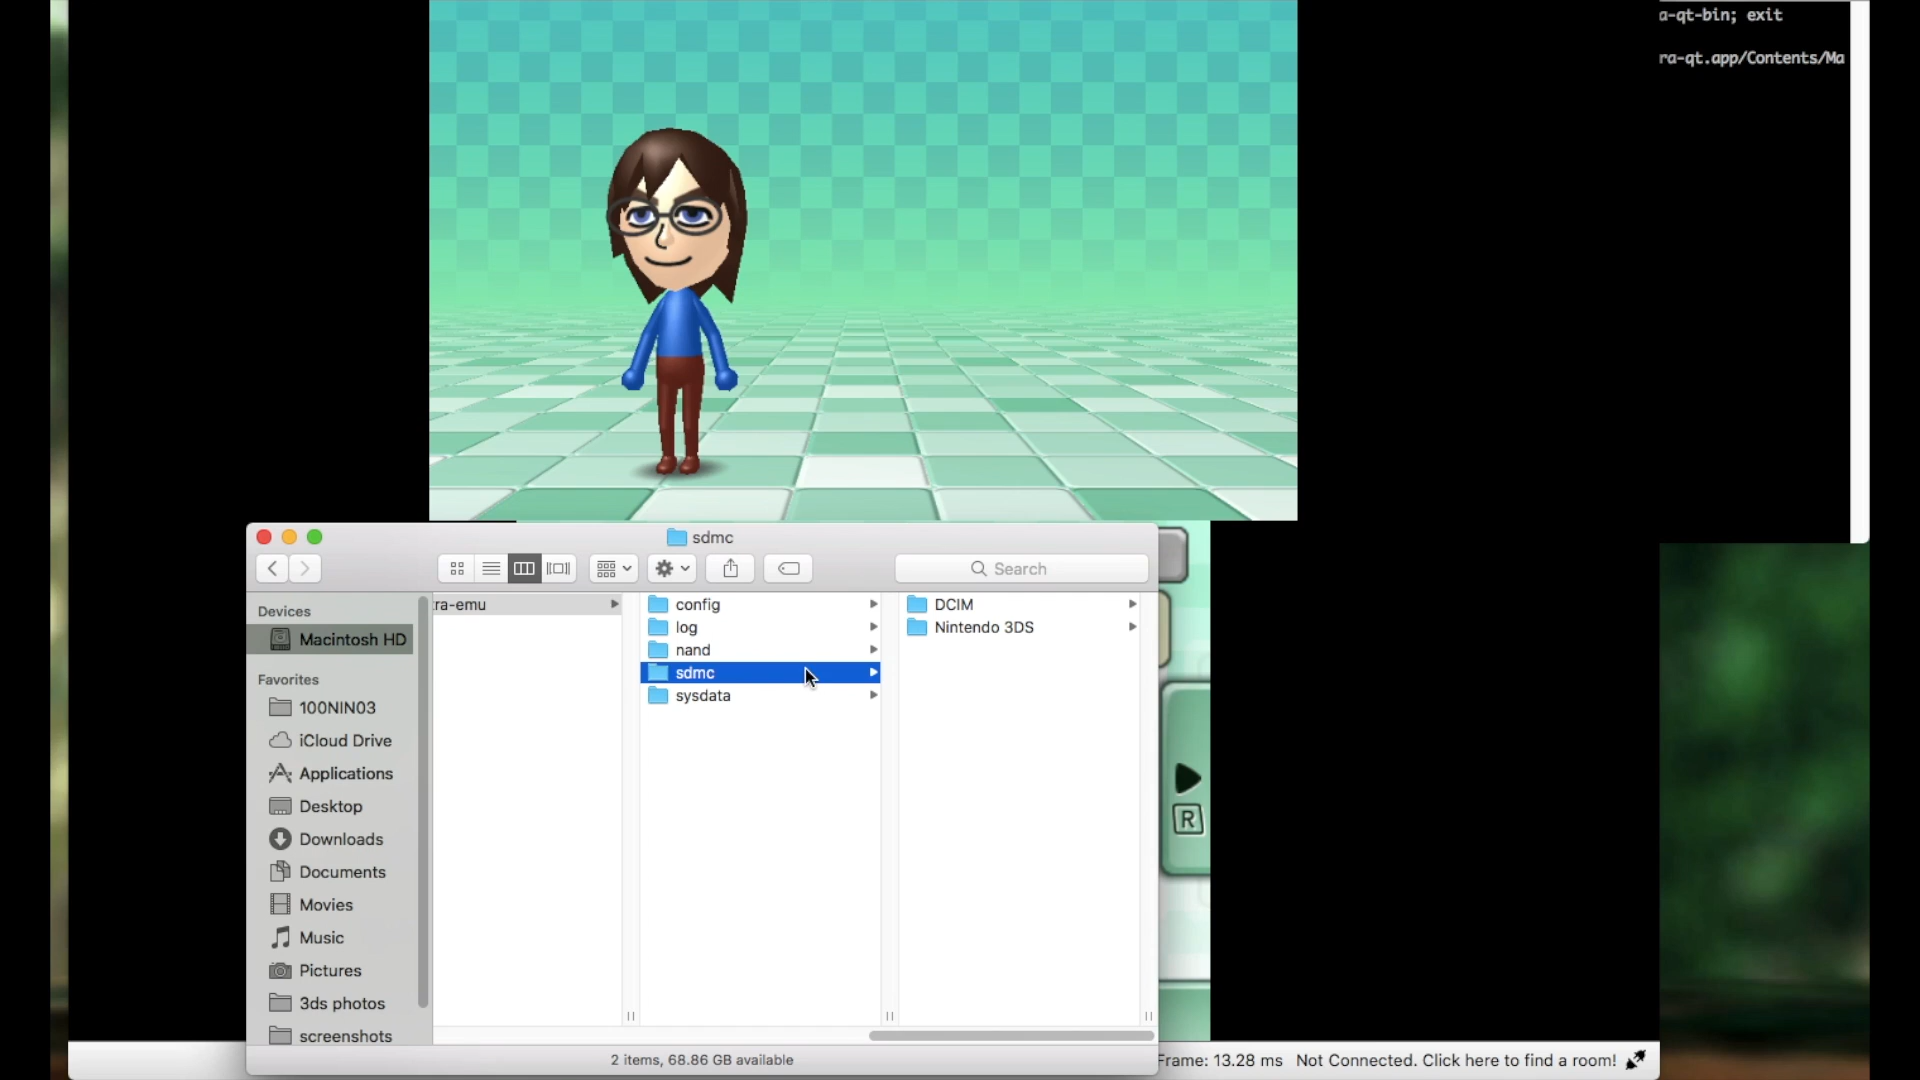 a-qt-bin; exit
ra-qt.app/Contents/Ma
sdmc
Search
Devices
Macintosh HD
Favorites
100NIN03
iCloud Drive
Applications
Desktop
Downloads
Documents
Movies
Music
Pictures
3ds photos
screenshots
ra-emu
config
log
nand
sdmc
sysdata
DCIM
Nintendo 3DS
R
2 items, 68.86 GB available
Frame: 13.28 ms Not Connected. Click here to find a room!